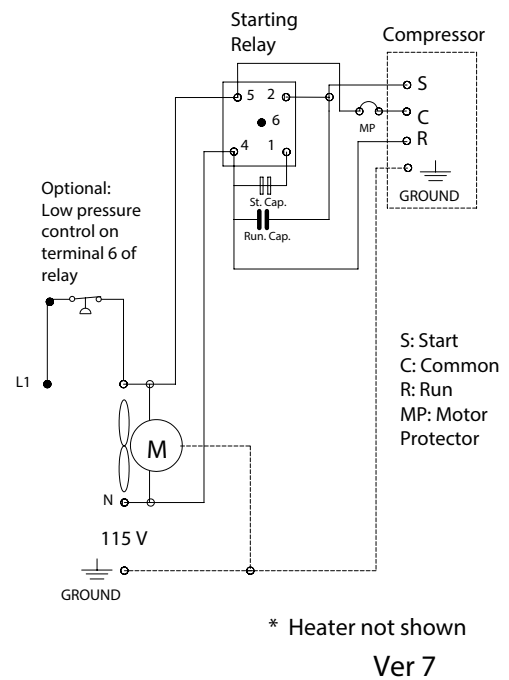 Starting
Relay
Compressor
5 2
6
4 1
S
C
R
MP
GROUND
St. Cap.
Run. Cap.
Optional:
Low pressure
control on
terminal 6 of
relay
L1
S: Start
C: Common
R: Run
MP: Motor
Protector
M
N
115 V
GROUND
* Heater not shown
Ver 7